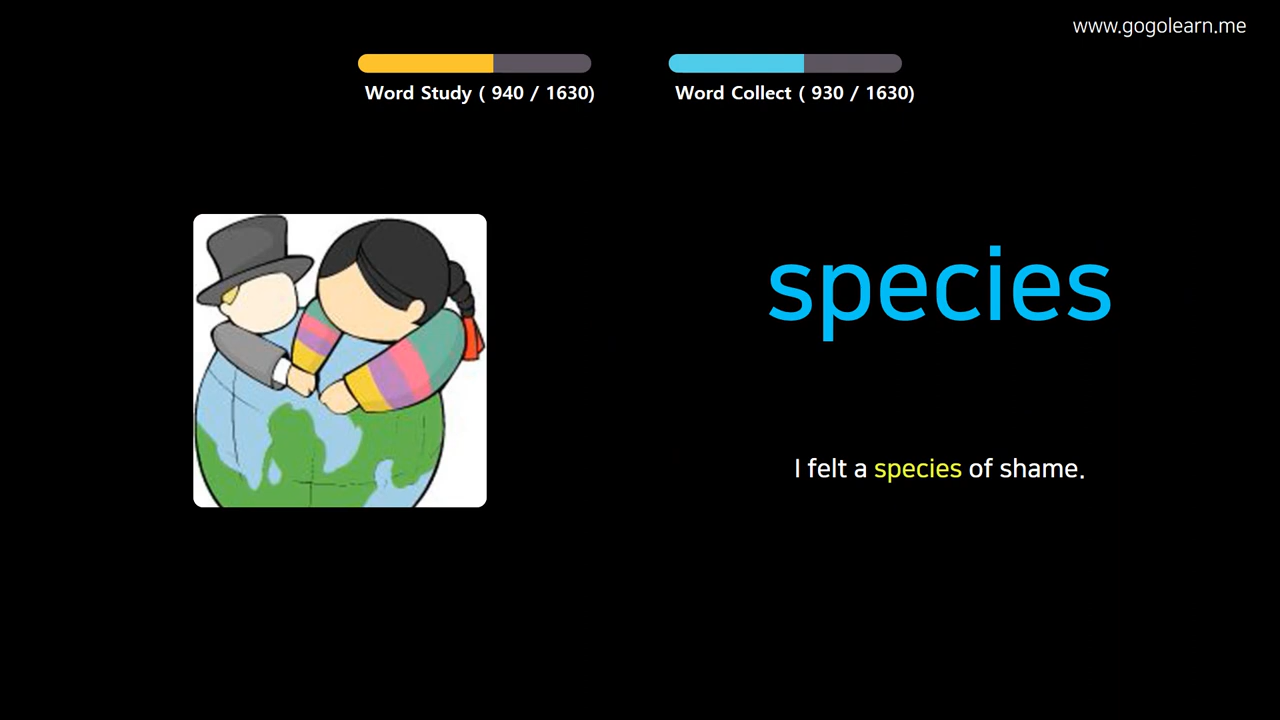 www.gogolearn.me
Word Study ( 940 / 1630)
Word Collect ( 930 / 1630)
species
I felt a species of shame.